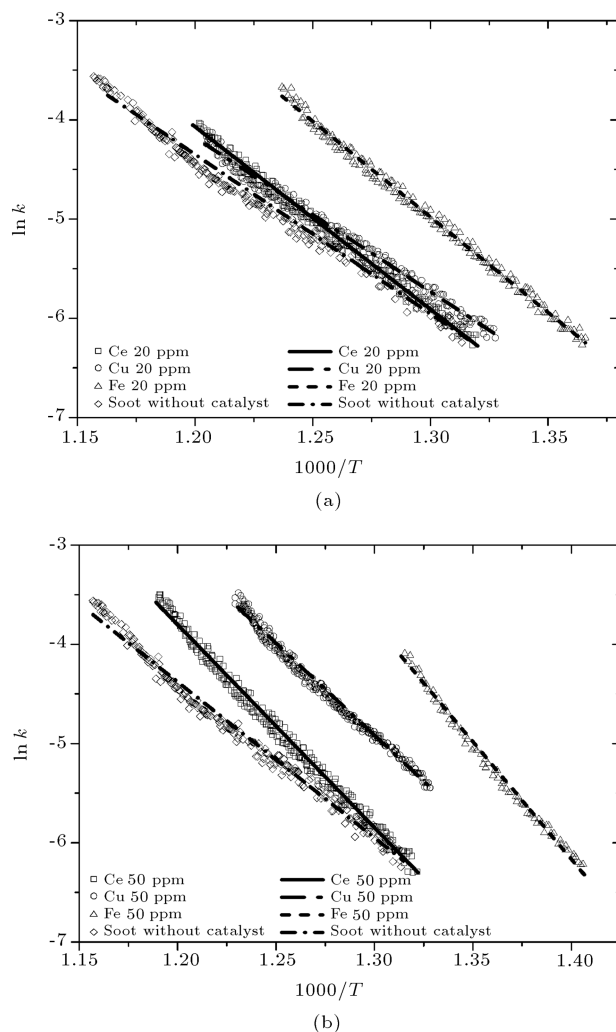 -3
-4
-5
-6
-7
ln k
□ Ce 20 ppm
○ Cu 20 ppm
△ Fe 20 ppm
◇ Soot without catalyst
Ce 20 ppm
Cu 20 ppm
Fe 20 ppm
Soot without catalyst
1.15 1.20 1.25 1.30 1.35
1000/T
(a)
-3
-4
-5
-6
-7
ln k
□ Ce 50 ppm
○ Cu 50 ppm
△ Fe 50 ppm
◇ Soot without catalyst
Ce 50 ppm
Cu 50 ppm
Fe 50 ppm
Soot without catalyst
1.15 1.20 1.25 1.30 1.35 1.40
1000/T
(b)